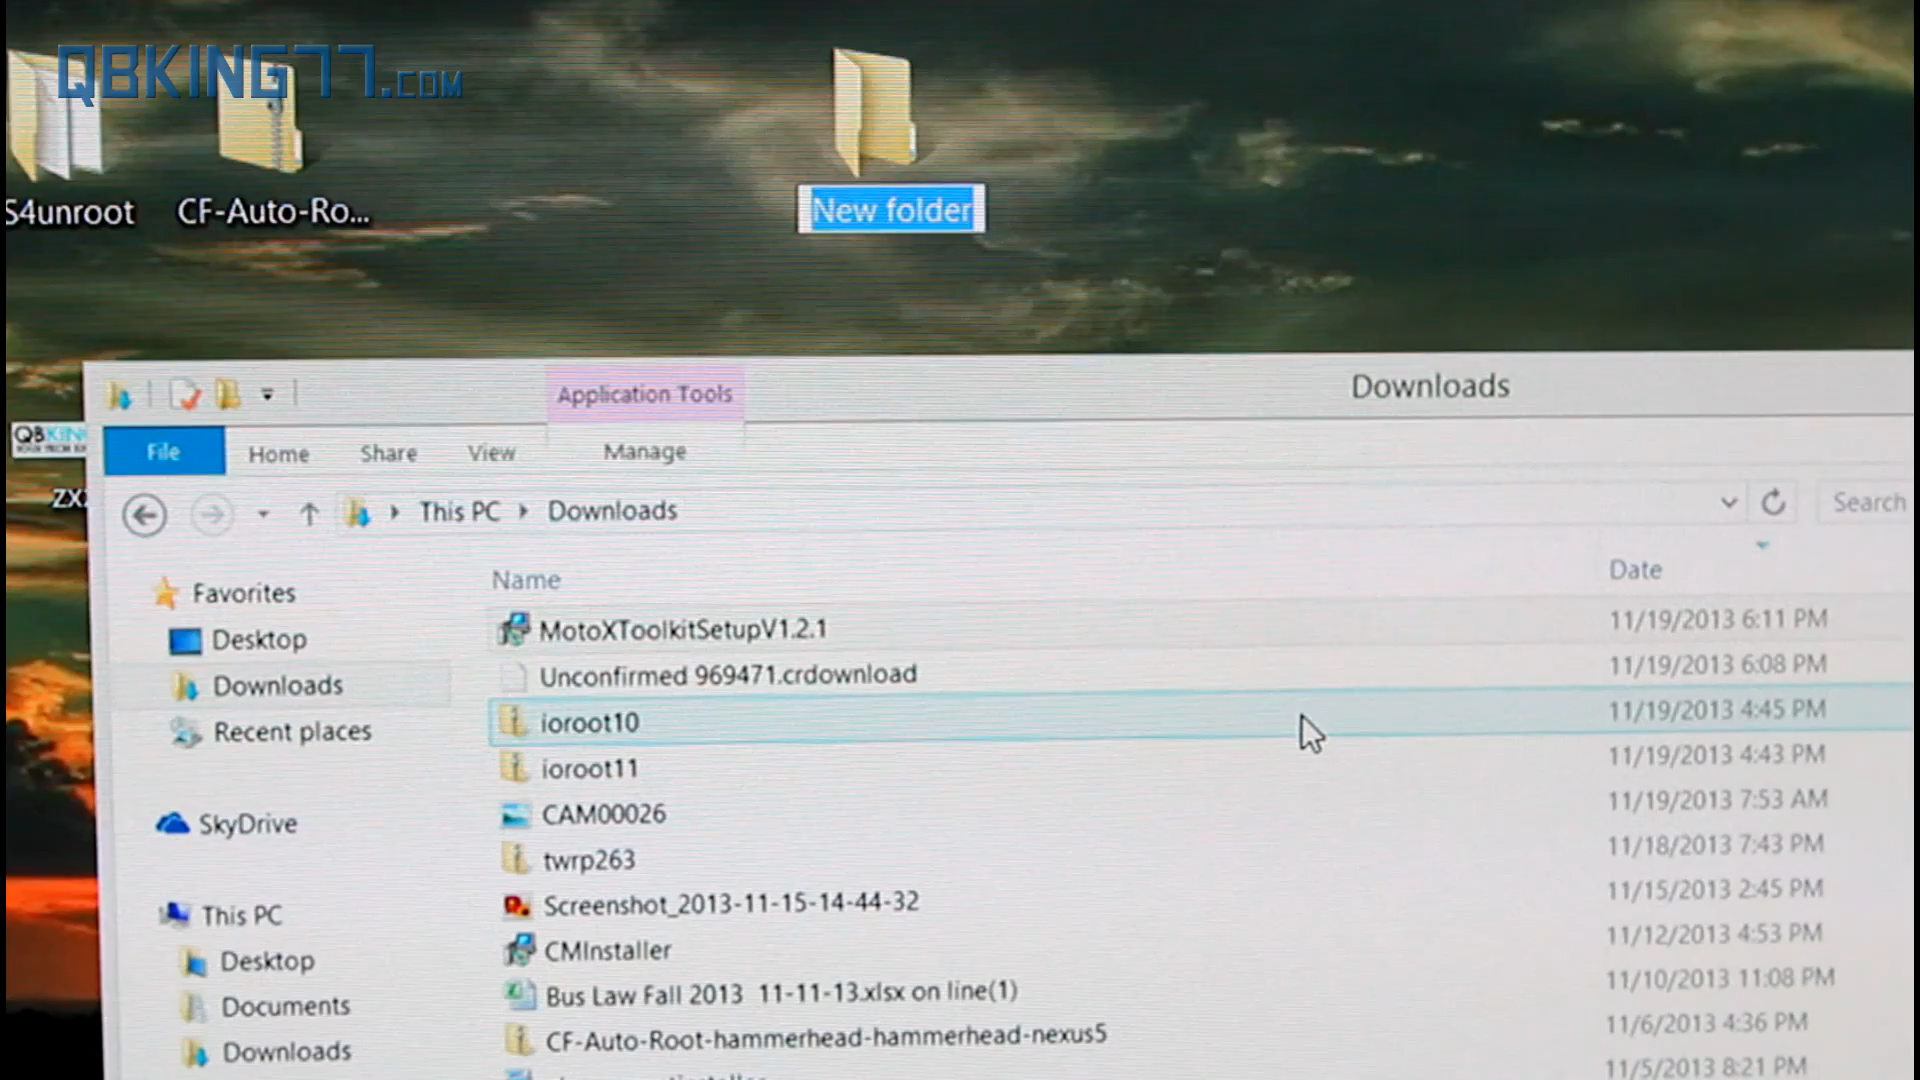 QBKING77.COM
S4unroot
CF-Auto-Ro...
New folder
Application Tools
Downloads
QBKING
File
Home
Share
View
Manage
This PC
Downloads
Search
Favorites
Desktop
Downloads
Recent places
SkyDrive
This PC
Desktop
Documents
Downloads
Name
Date
MotoXToolkitSetupV1.2.1
11/19/2013 6:11 PM
Unconfirmed 969471.crdownload
11/19/2013 6:08 PM
ioroot10
11/19/2013 4:45 PM
ioroot11
11/19/2013 4:43 PM
CAM00026
11/19/2013 7:53 AM
twrp263
11/18/2013 7:43 PM
Screenshot_2013-11-15-14-44-32
11/15/2013 2:45 PM
CMInstaller
11/12/2013 4:53 PM
Bus Law Fall 2013 11-11-13.xlsx on line(1)
11/10/2013 11:08 PM
CF-Auto-Root-hammerhead-hammerhead-nexus5
11/6/2013 4:36 PM
11/5/2013 8:21 PM